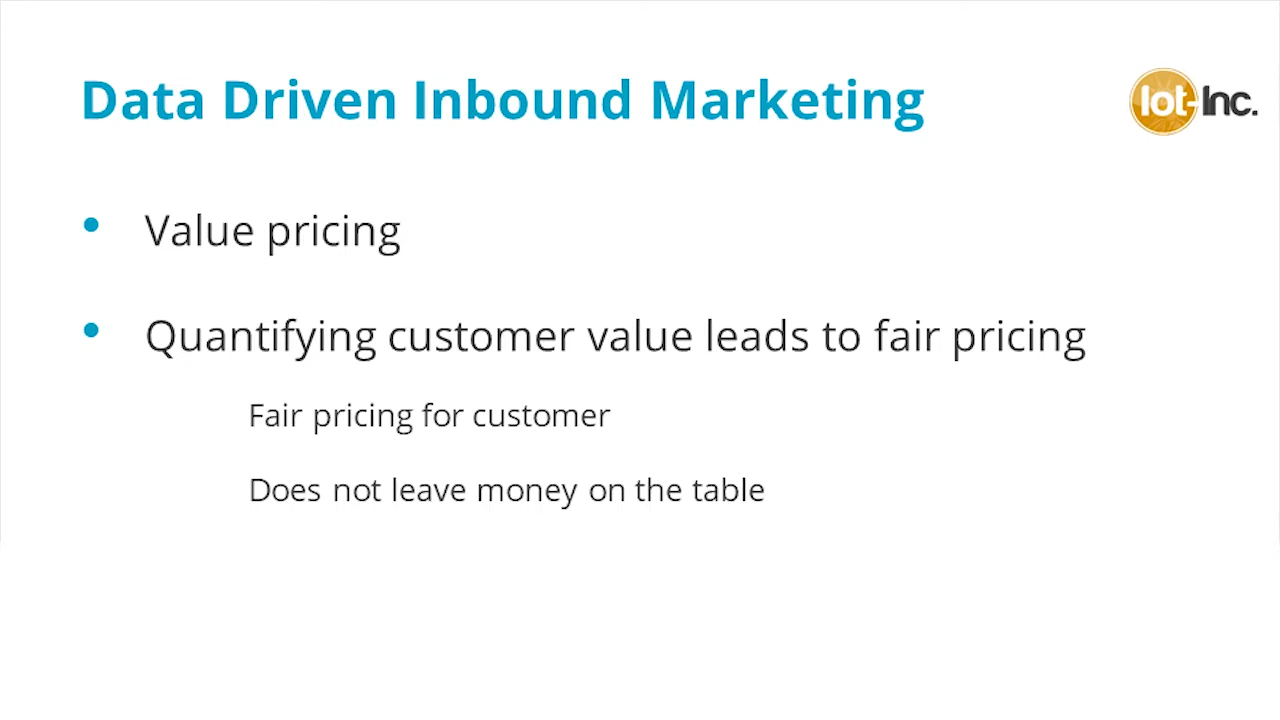 Data Driven Inbound Marketing
Iot-Inc.
• Value pricing
• Quantifying customer value leads to fair pricing
Fair pricing for customer
Does not leave money on the table